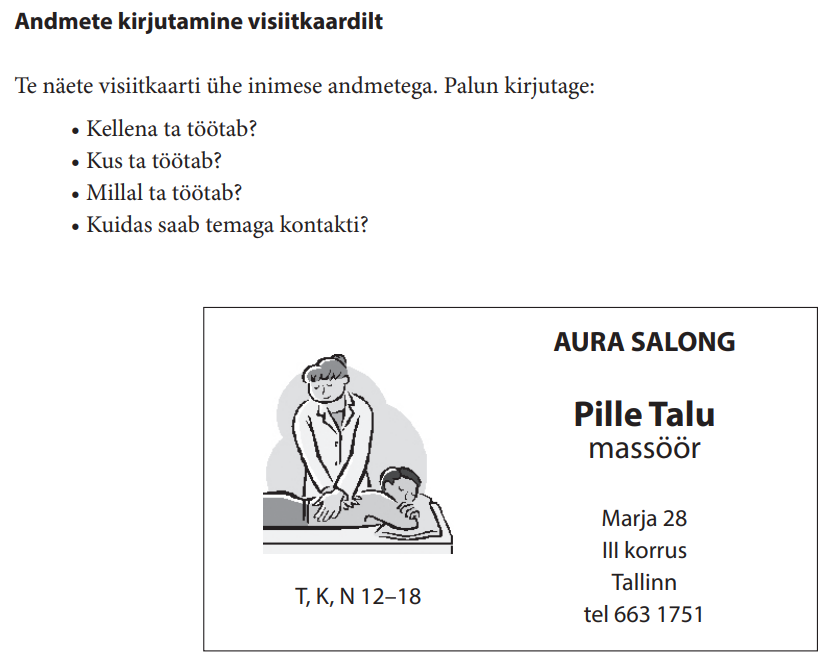 Andmete kirjutamine visiitkaardilt
Te näete visiitkaarti ühe inimese andmetega. Palun kirjutage:
• Kellena ta töötab?
• Kus ta töötab?
• Millal ta töötab?
• Kuidas saab temaga kontakti?
AURA SALONG
Pille Talu
massöör
Marja 28
III korrus
Tallinn
tel 663 1751
T, K, N 12–18